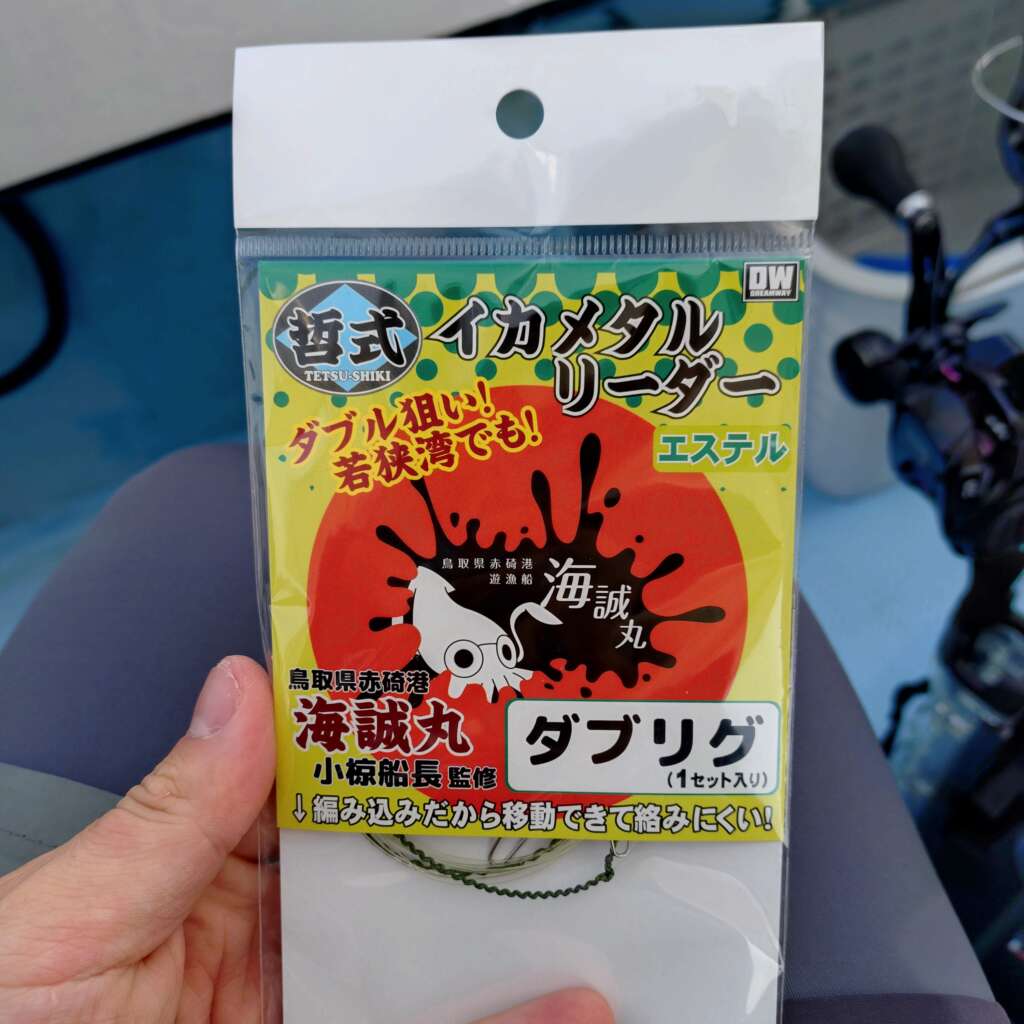 DW
DREAMWAY
哲式
TETSU-SHIKI
イカメタル
リーダー
ダブル狙い!
若狭湾でも!
エステル
鳥取県赤碕港
遊漁船
海誠丸
鳥取県赤碕港
海誠丸
小椋船長監修
ダブリグ
(1セット入り)
↓編み込みだから移動できて絡みにくい!